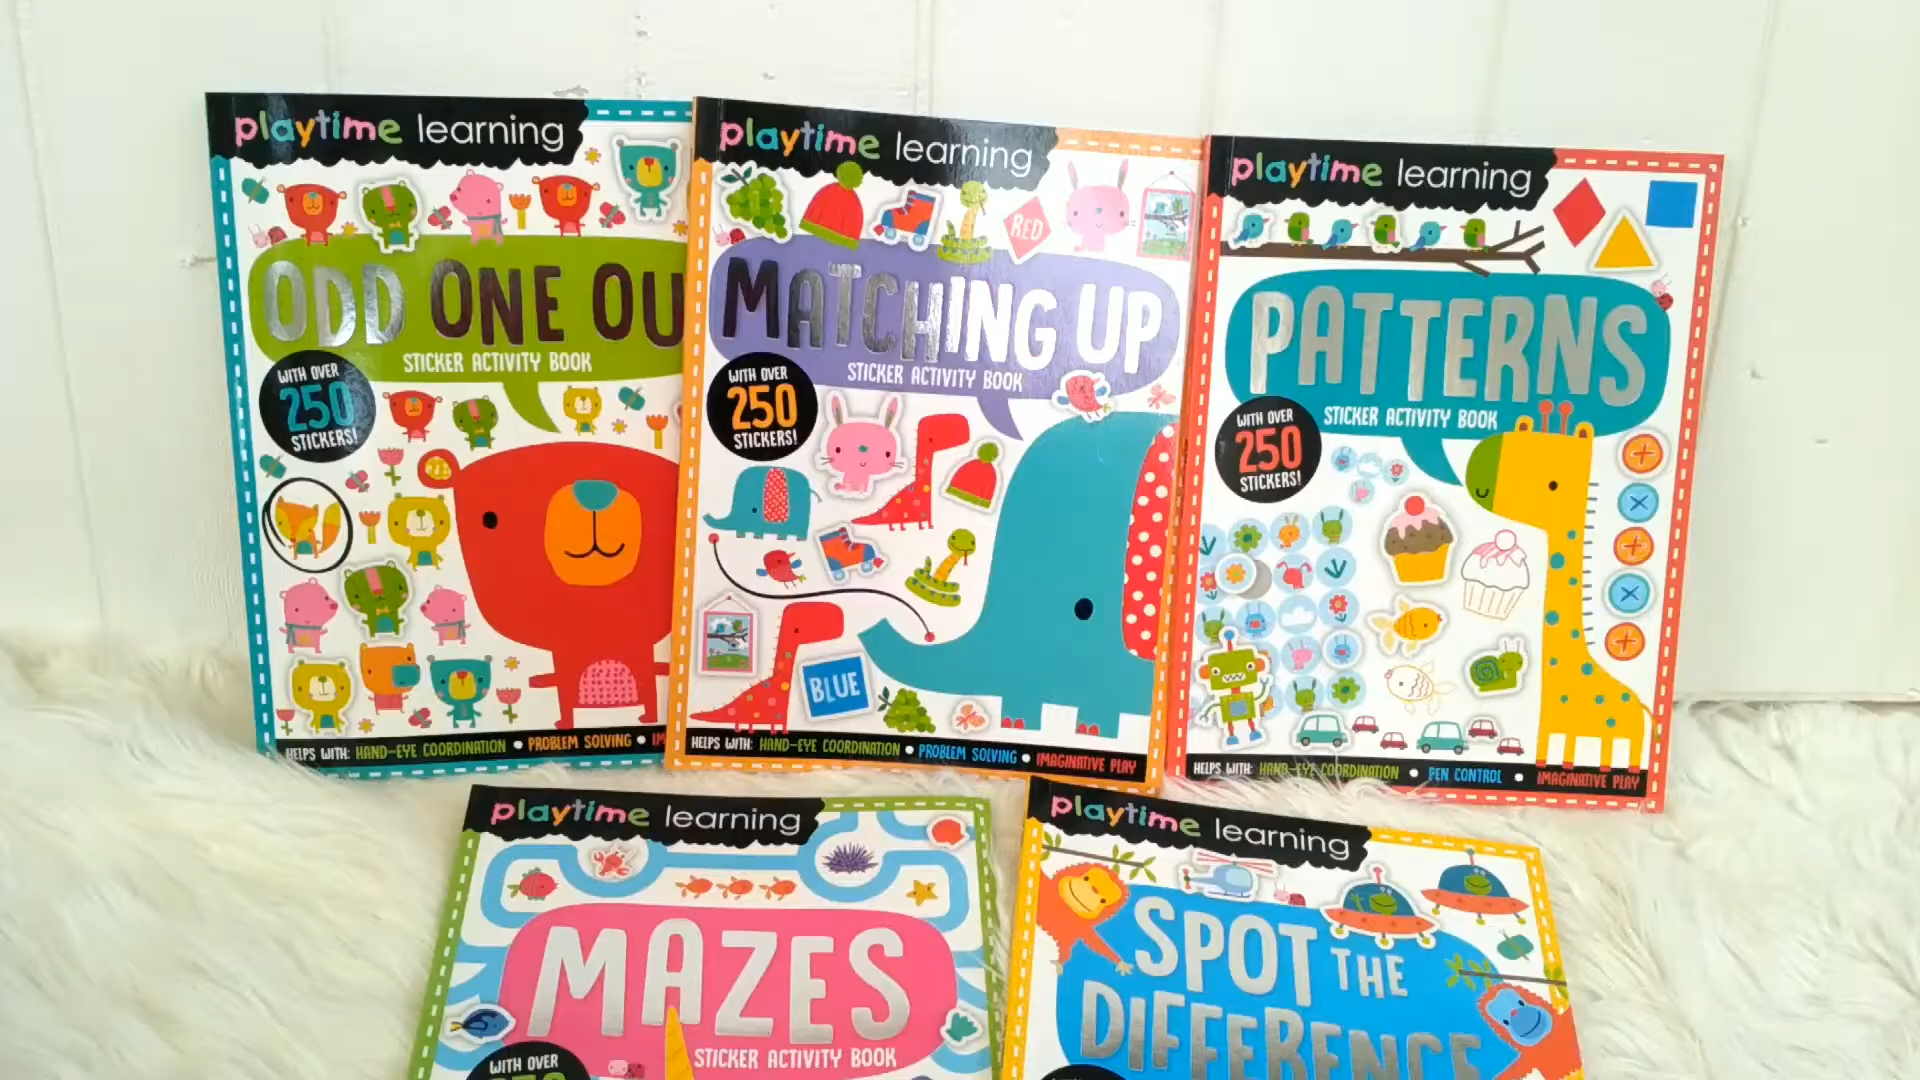 playtime learning
ODD ONE OU
STICKER ACTIVITY BOOK
WITH OVER
250
STICKERS!
HELPS WITH: HAND-EYE COORDINATION • PROBLEM SOLVING • IM
playtime learning
RED
MATCHING UP
STICKER ACTIVITY BOOK
WITH OVER
250
STICKERS!
BLUE
HELPS WITH: HAND-EYE COORDINATION • PROBLEM SOLVING • IMAGINATIVE PLAY
playtime learning
PATTERNS
STICKER ACTIVITY BOOK
WITH OVER
250
STICKERS!
HELPS WITH: HAND-EYE COORDINATION • PEN CONTROL • IMAGINATIVE PLAY
playtime learning
MAZES
STICKER ACTIVITY BOOK
WITH OVER
playtime learning
SPOT THE
DIFFERENCE